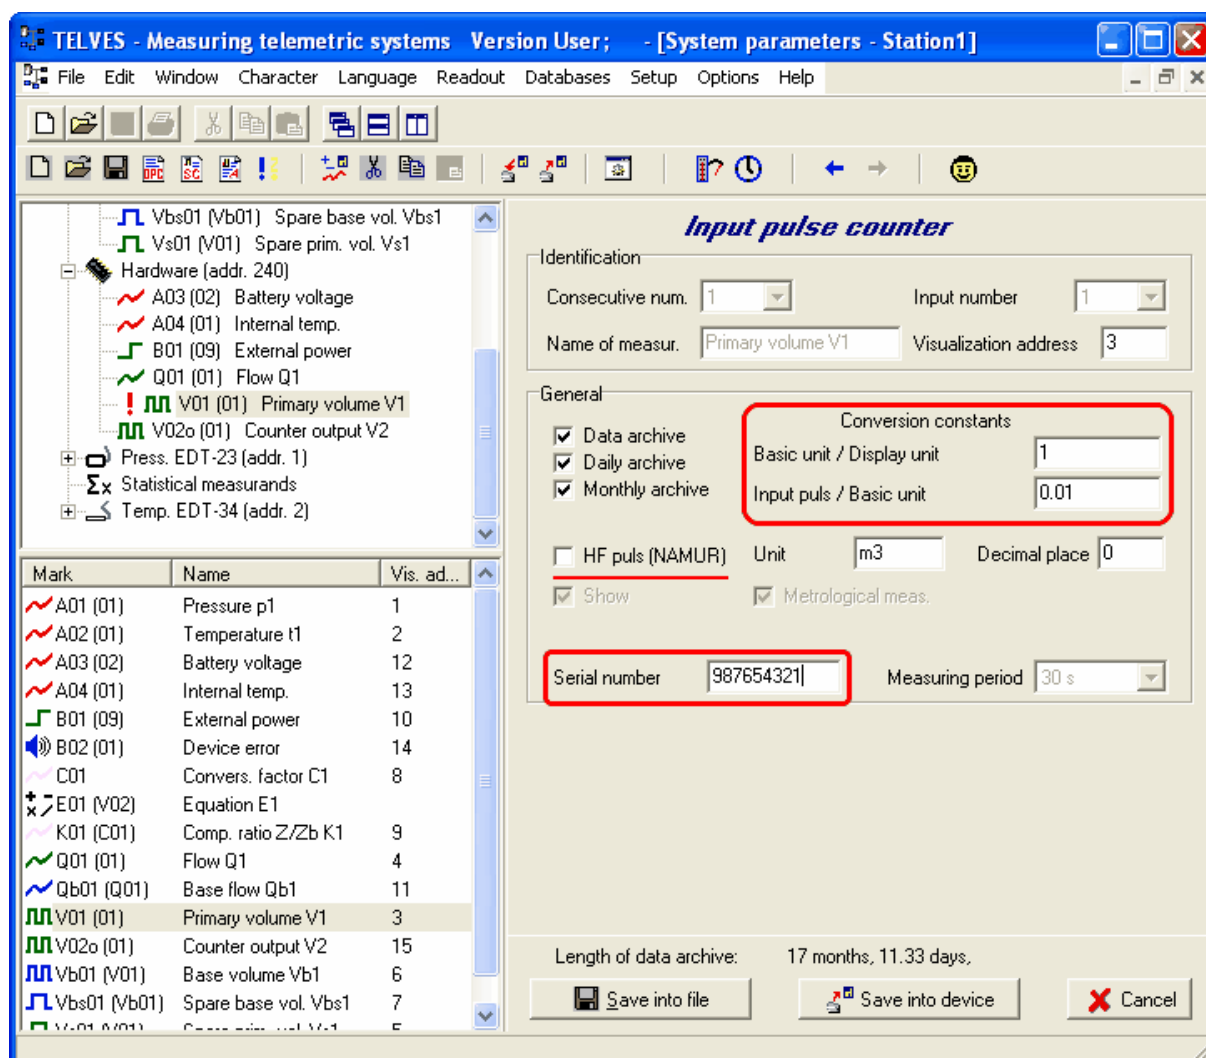 TELVES - Measuring telemetric systems Version User; - [System parameters - Station1]
File Edit Window Character Language Readout Databases Setup Options Help
Vbs01 (Vb01) Spare base vol. Vbs1
Vs01 (V01) Spare prim. vol. Vs1
Hardware (addr. 240)
A03 (02) Battery voltage
A04 (01) Internal temp.
B01 (09) External power
Q01 (01) Flow Q1
V01 (01) Primary volume V1
V02o (01) Counter output V2
Press. EDT-23 (addr. 1)
Σx Statistical measurands
Temp. EDT-34 (addr. 2)
Mark Name Vis. ad...
A01 (01) Pressure p1 1
A02 (01) Temperature t1 2
A03 (02) Battery voltage 12
A04 (01) Internal temp. 13
B01 (09) External power 10
B02 (01) Device error 14
C01 Convers. factor C1 8
E01 (V02) Equation E1
K01 (C01) Comp. ratio Z/Zb K1 9
Q01 (01) Flow Q1 4
Qb01 (Q01) Base flow Qb1 11
V01 (01) Primary volume V1 3
V02o (01) Counter output V2 15
Vb01 (V01) Base volume Vb1 6
Vbs01 (Vb01) Spare base vol. Vbs1 7
Input pulse counter
Identification
Consecutive num. 1 Input number 1
Name of measur. Primary volume V1 Visualization address 3
General
Data archive
Daily archive
Monthly archive
Conversion constants
Basic unit / Display unit 1
Input puls / Basic unit 0.01
HF puls (NAMUR) Unit m3 Decimal place 0
Show Metrological meas.
Serial number 987654321 Measuring period 30 s
Length of data archive: 17 months, 11.33 days,
Save into file Save into device Cancel